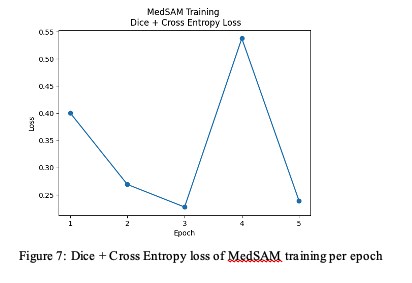 MedSAM Training
Dice + Cross Entropy Loss
0.55
0.50
0.45
0.40
0.35
0.30
0.25
Loss
1 2 3 4 5
Epoch
Figure 7: Dice + Cross Entropy loss of MedSAM training per epoch